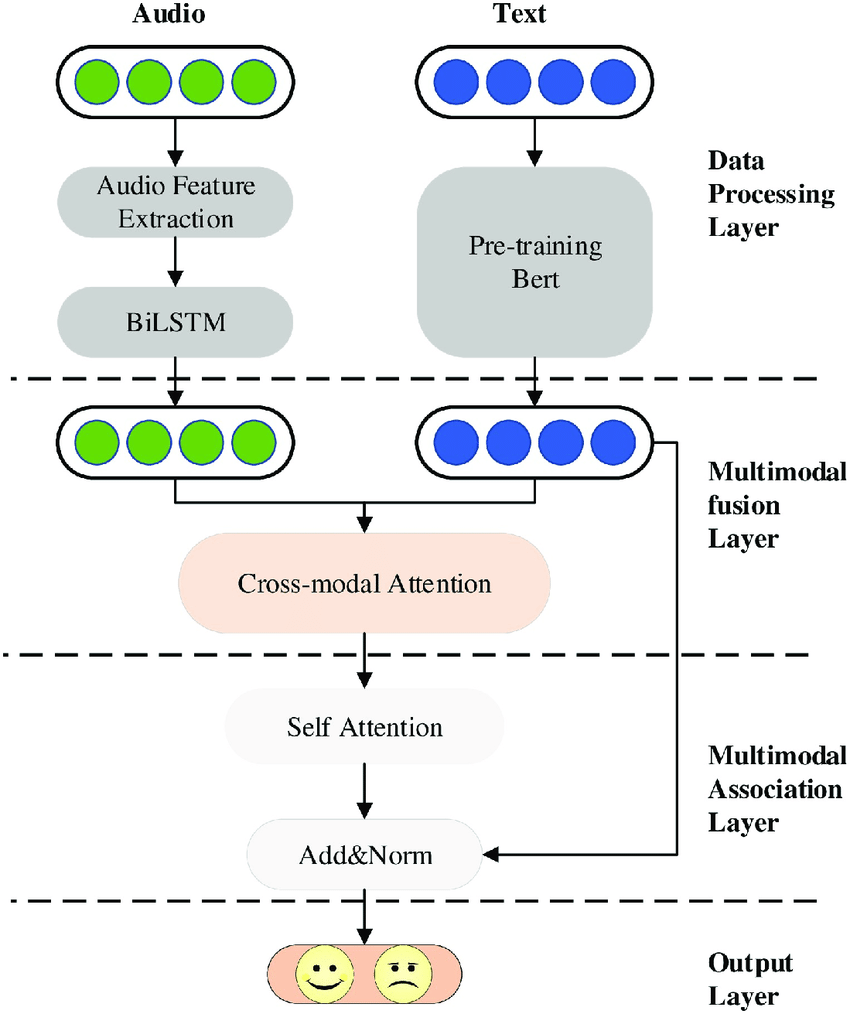 Audio
Text
Audio Feature
Extraction
BiLSTM
Pre-training
Bert
Data
Processing
Layer
Multimodal
fusion
Layer
Cross-modal Attention
Self Attention
Add&Norm
Multimodal
Association
Layer
Output
Layer